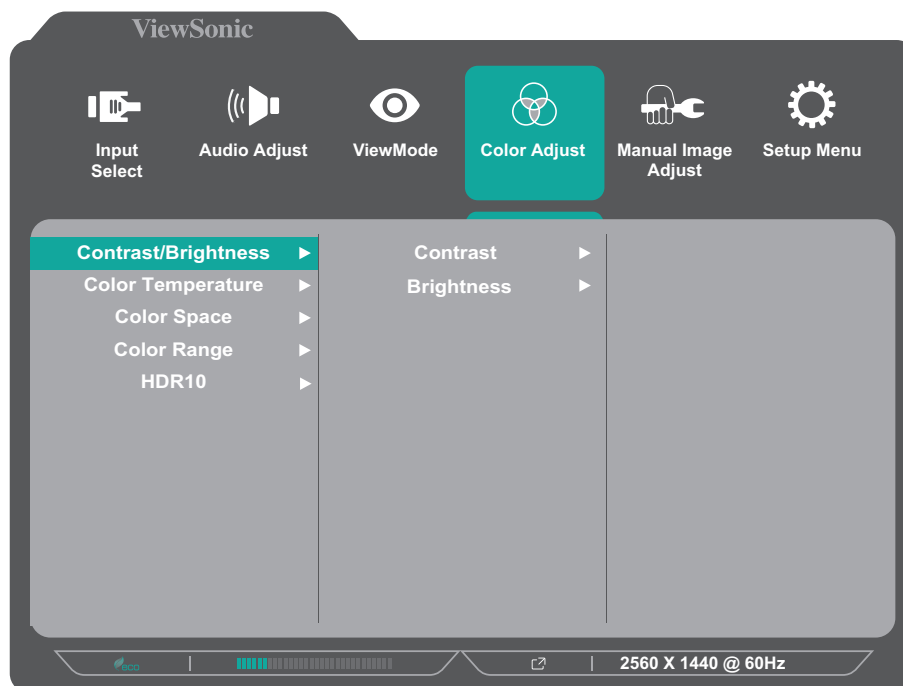 ViewSonic
Input
Select
Audio Adjust
ViewMode
Color Adjust
Manual Image
Adjust
Setup Menu
Contrast/Brightness
Color Temperature
Color Space
Color Range
HDR10
Contrast
Brightness
eco
2560 X 1440 @ 60Hz